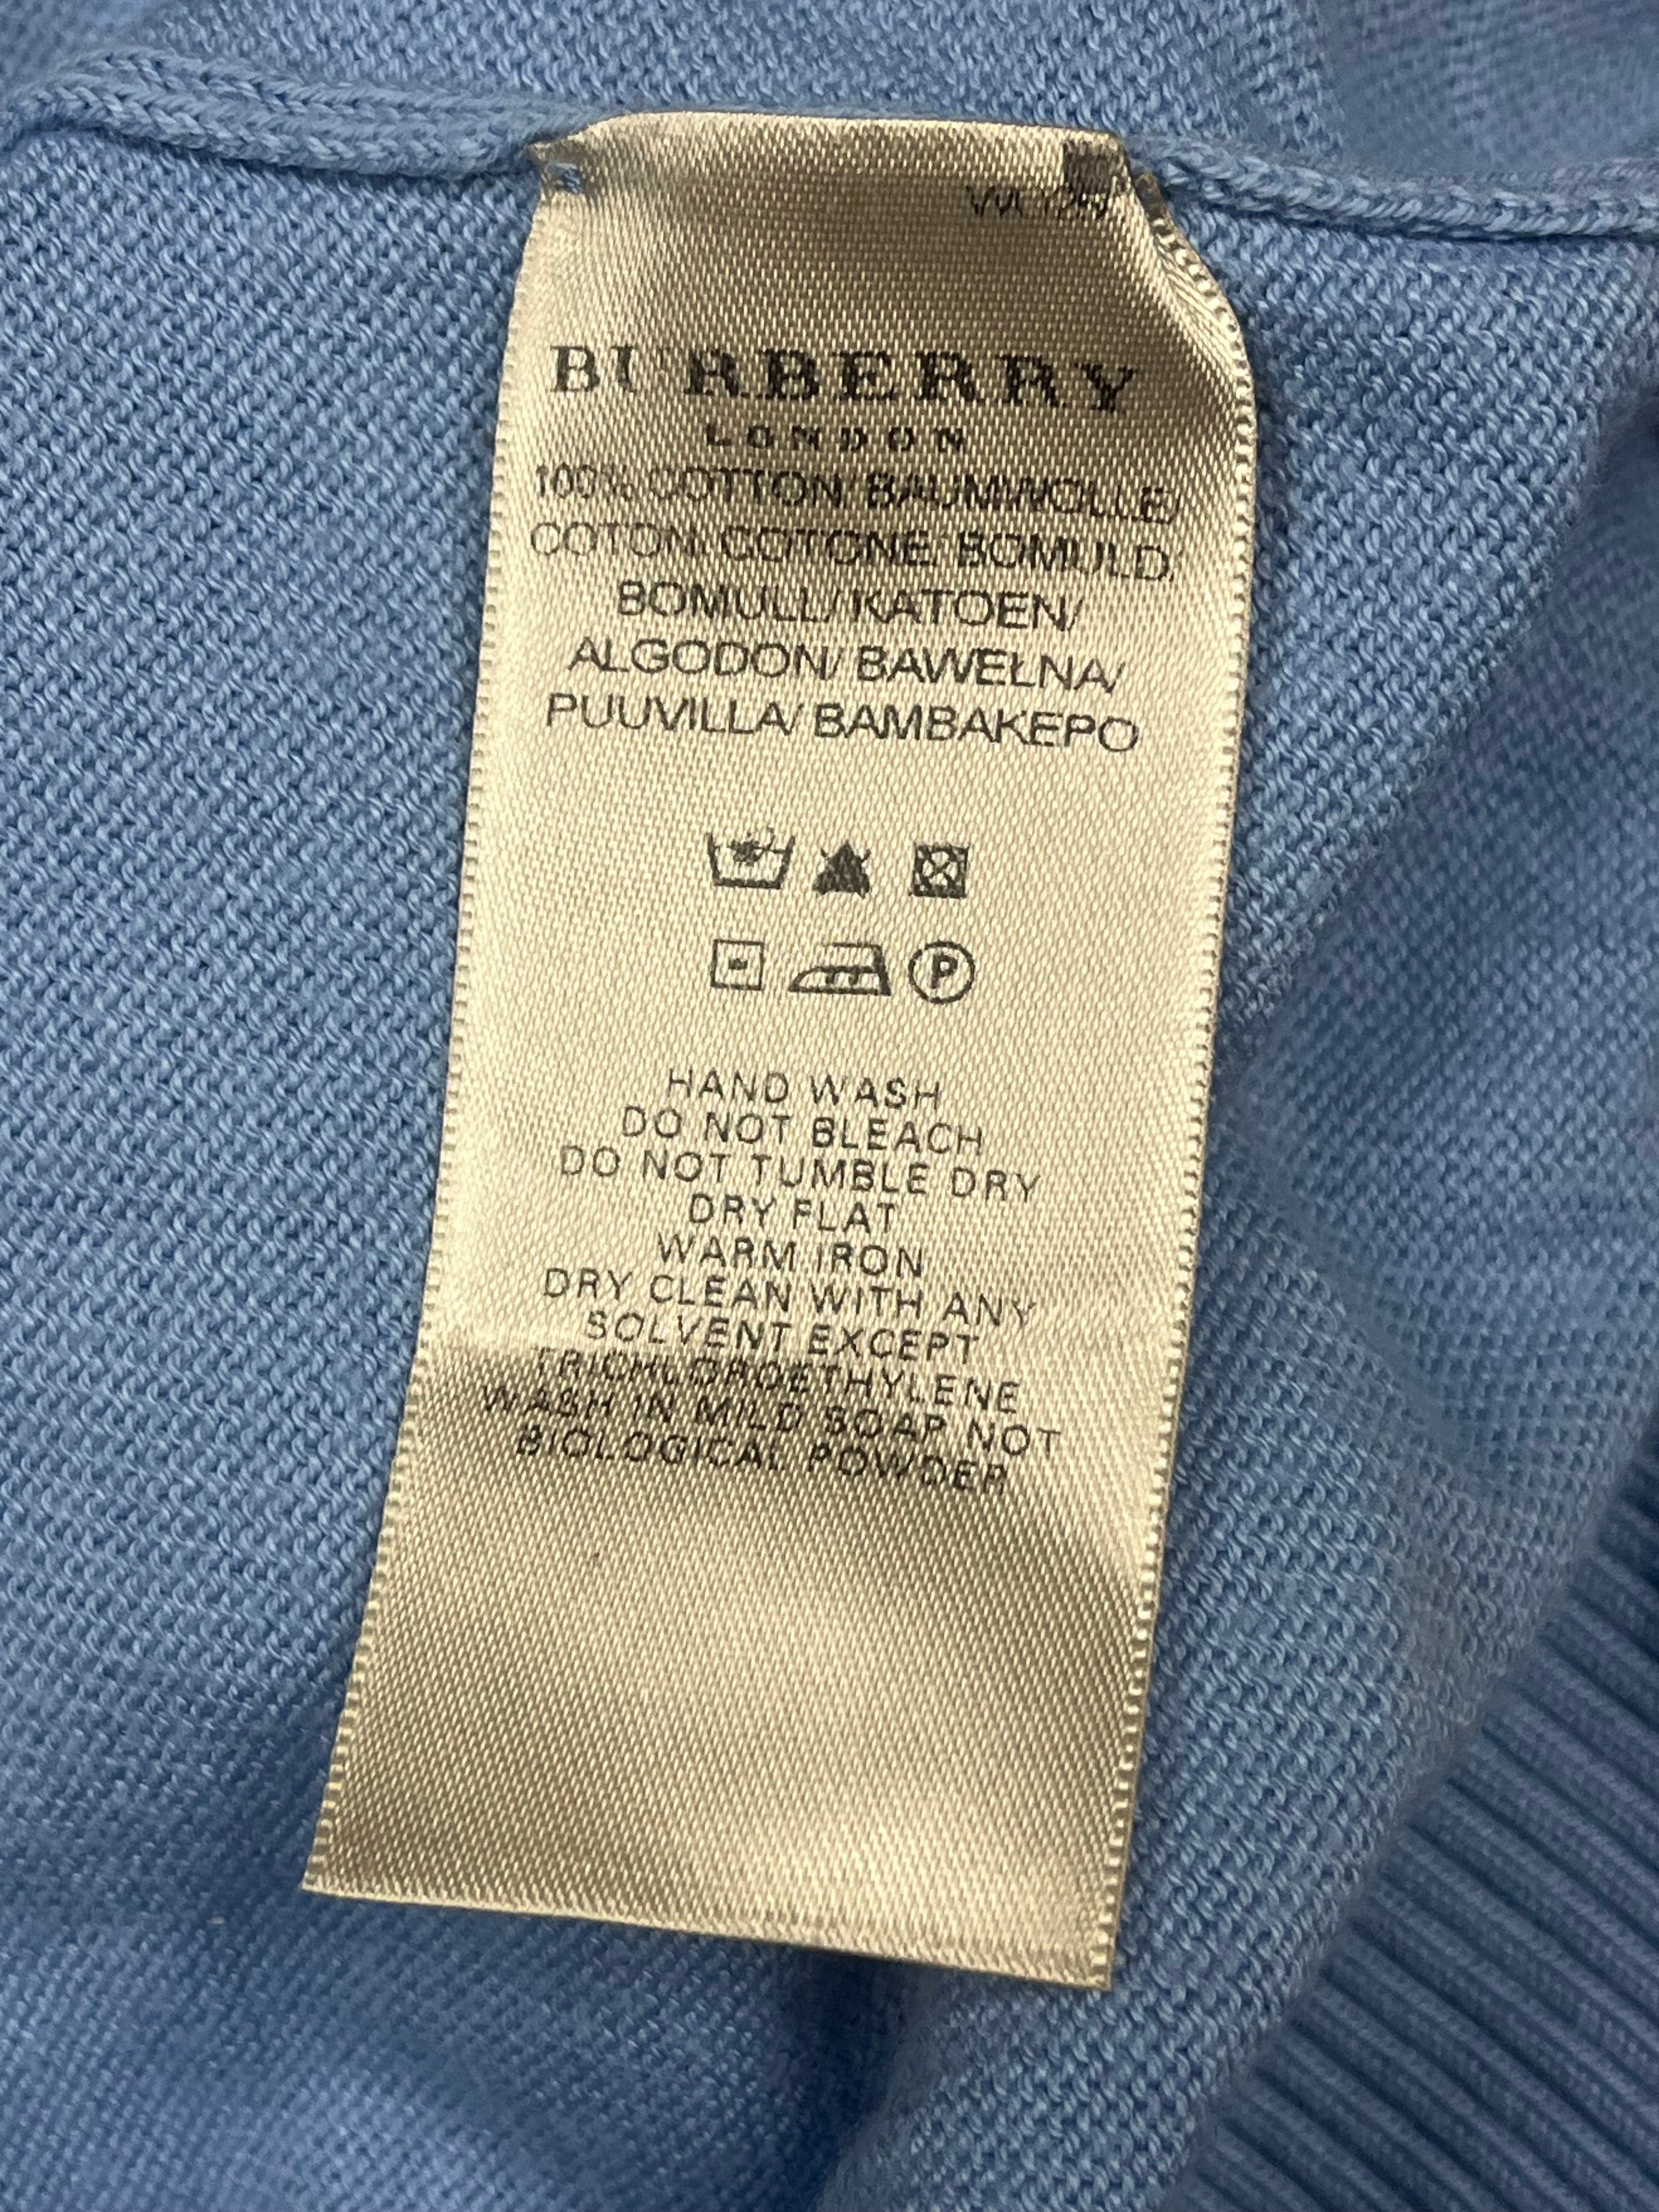 BURBERRY
LONDON
100% COTTON/ BAUMWOLLE/
COTON/ COTONE/ BOMULD/
BOMULL/ KATOEN/
ALGODON/ BAWEŁNA/
PUUVILLA/ BAMBAKEPO
P
HAND WASH
DO NOT BLEACH
DO NOT TUMBLE DRY
DRY FLAT
WARM IRON
DRY CLEAN WITH ANY
SOLVENT EXCEPT
TRICHLOROETHYLENE
WASH IN MILD SOAP NOT
BIOLOGICAL POWDER